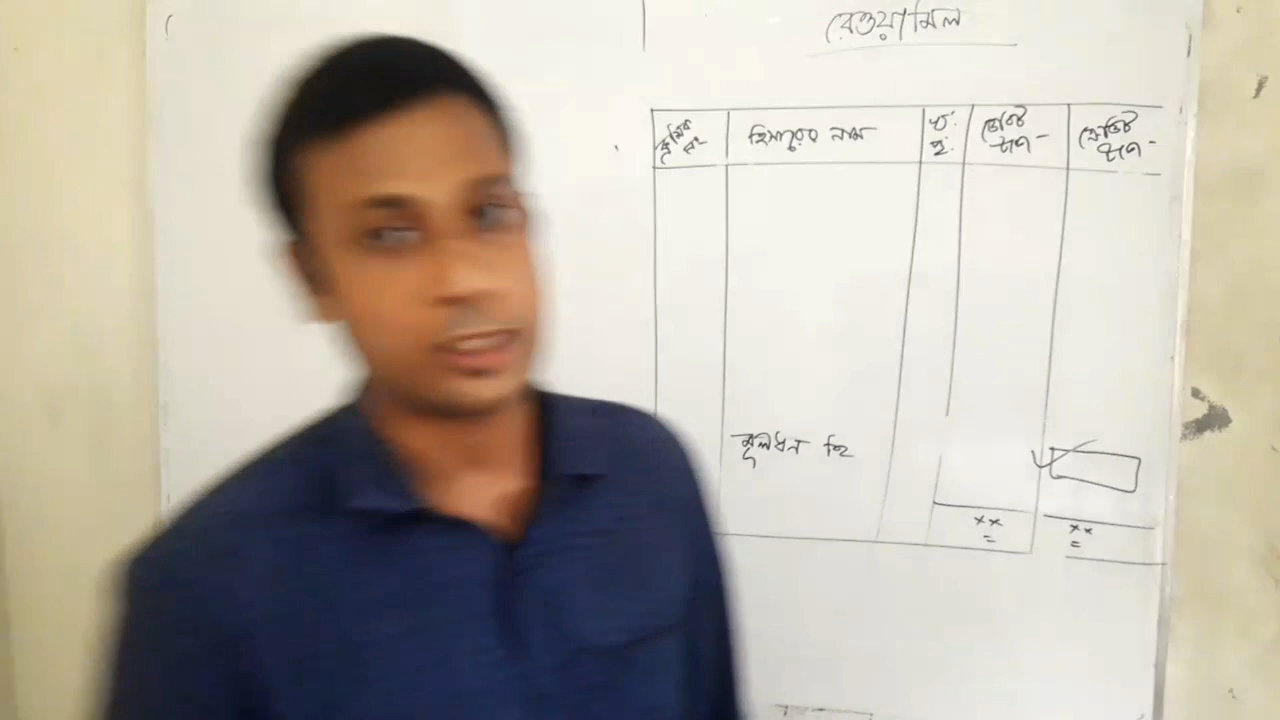 রেওয়ামিল
ক্রমিক নং
হিসাবের নাম
খ: পৃ:
ডেবিট
ক্রেডিট
মূলধন হি
×× ××
= =